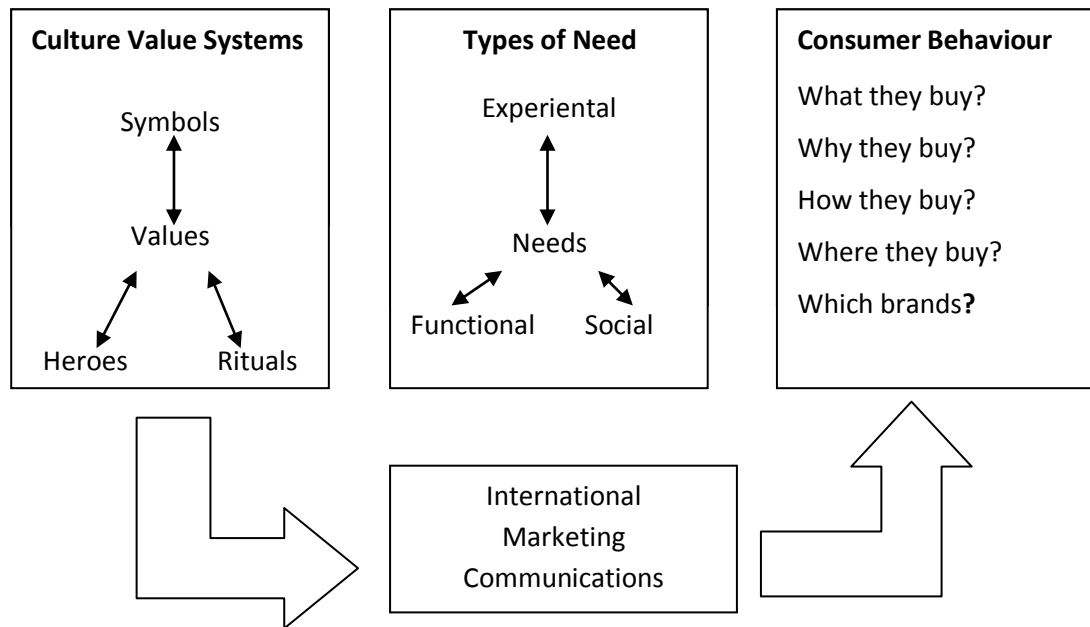 Culture Value Systems
Symbols
Values
Heroes
Rituals
Types of Need
Experiental
Needs
Functional
Social
Consumer Behaviour
What they buy?
Why they buy?
How they buy?
Where they buy?
Which brands?
International
Marketing
Communications